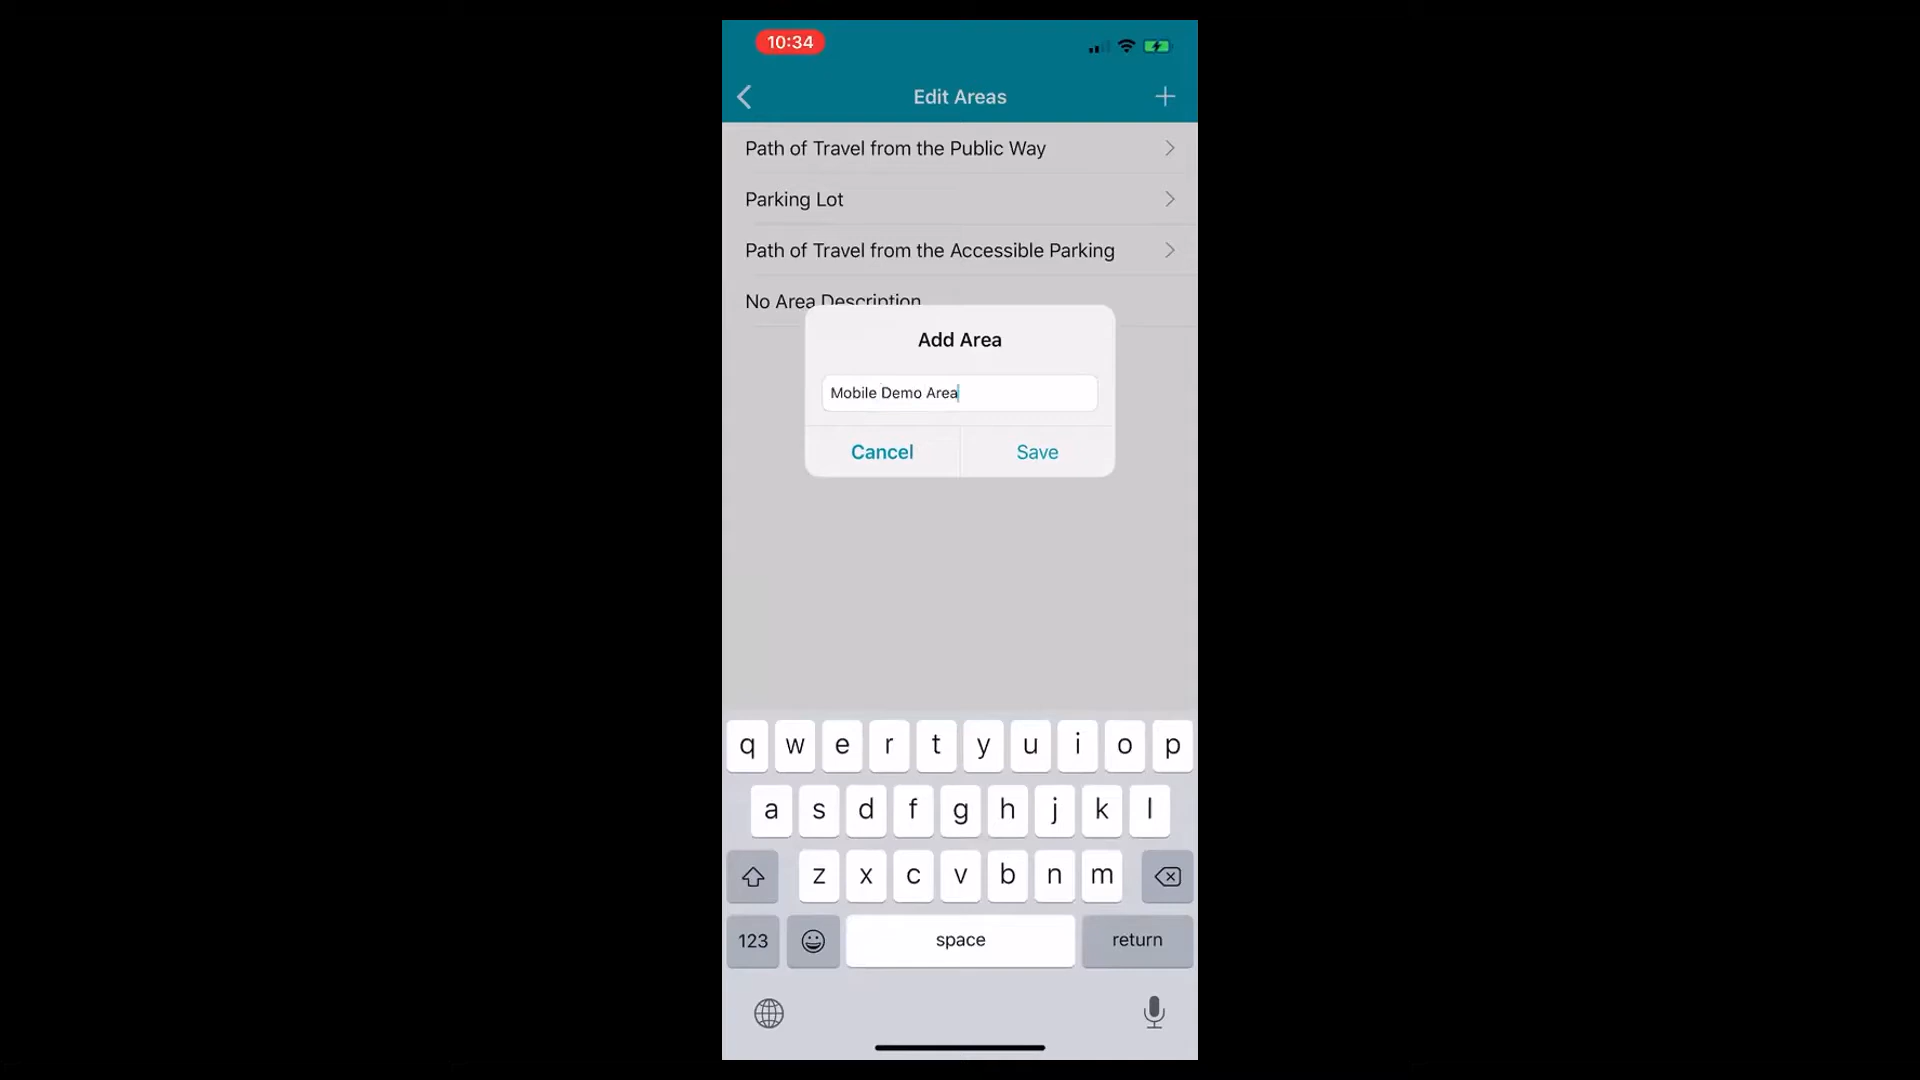 10:34
Edit Areas
Path of Travel from the Public Way
Parking Lot
Path of Travel from the Accessible Parking
No Area Description
Add Area
Mobile Demo Area
Cancel Save
q w e r t y u i o p
a s d f g h j k l
z x c v b n m
123 space return